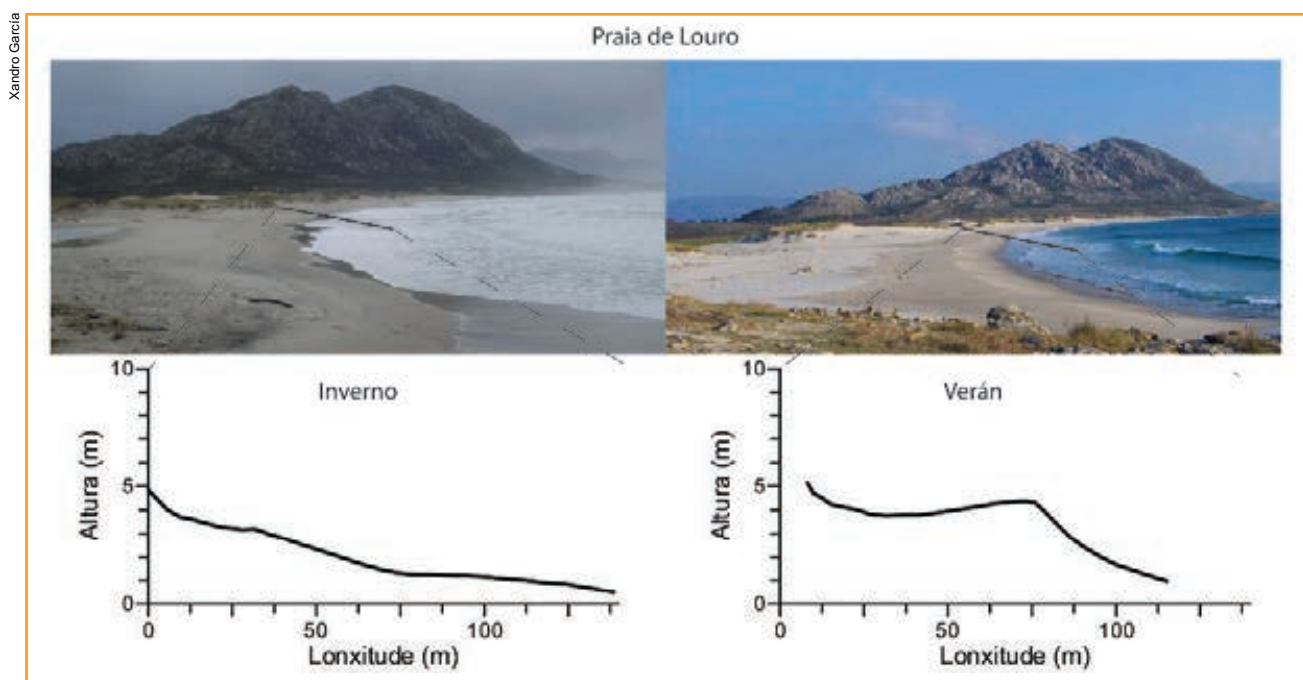 Xandro García
Praia de Louro
Inverno
10
5
0
Altura (m)
0 50 100
Lonxitude (m)
Verán
10
5
0
Altura (m)
0 50 100
Lonxitude (m)